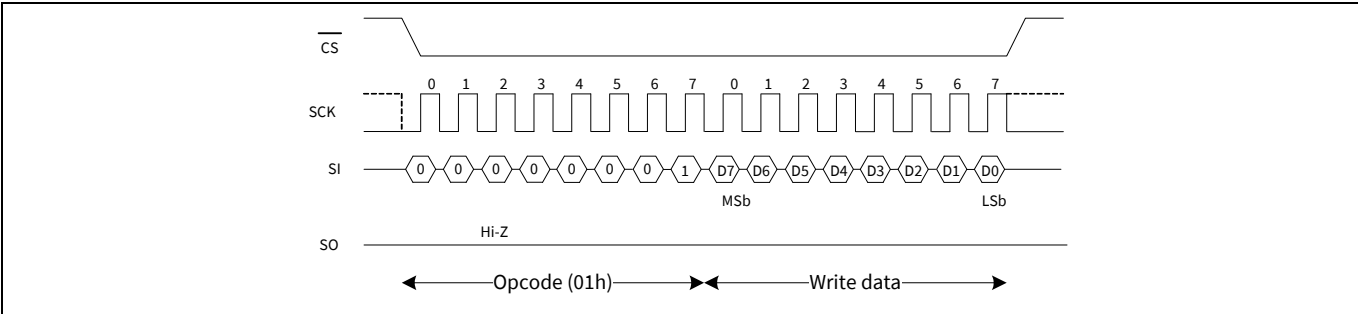 CS
0 1 2 3 4 5 6 7 0 1 2 3 4 5 6 7
SCK
SI 0 0 0 0 0 0 0 1 D7 D6 D5 D4 D3 D2 D1 D0
MSb LSb
Hi-Z
SO
Opcode (01h) Write data